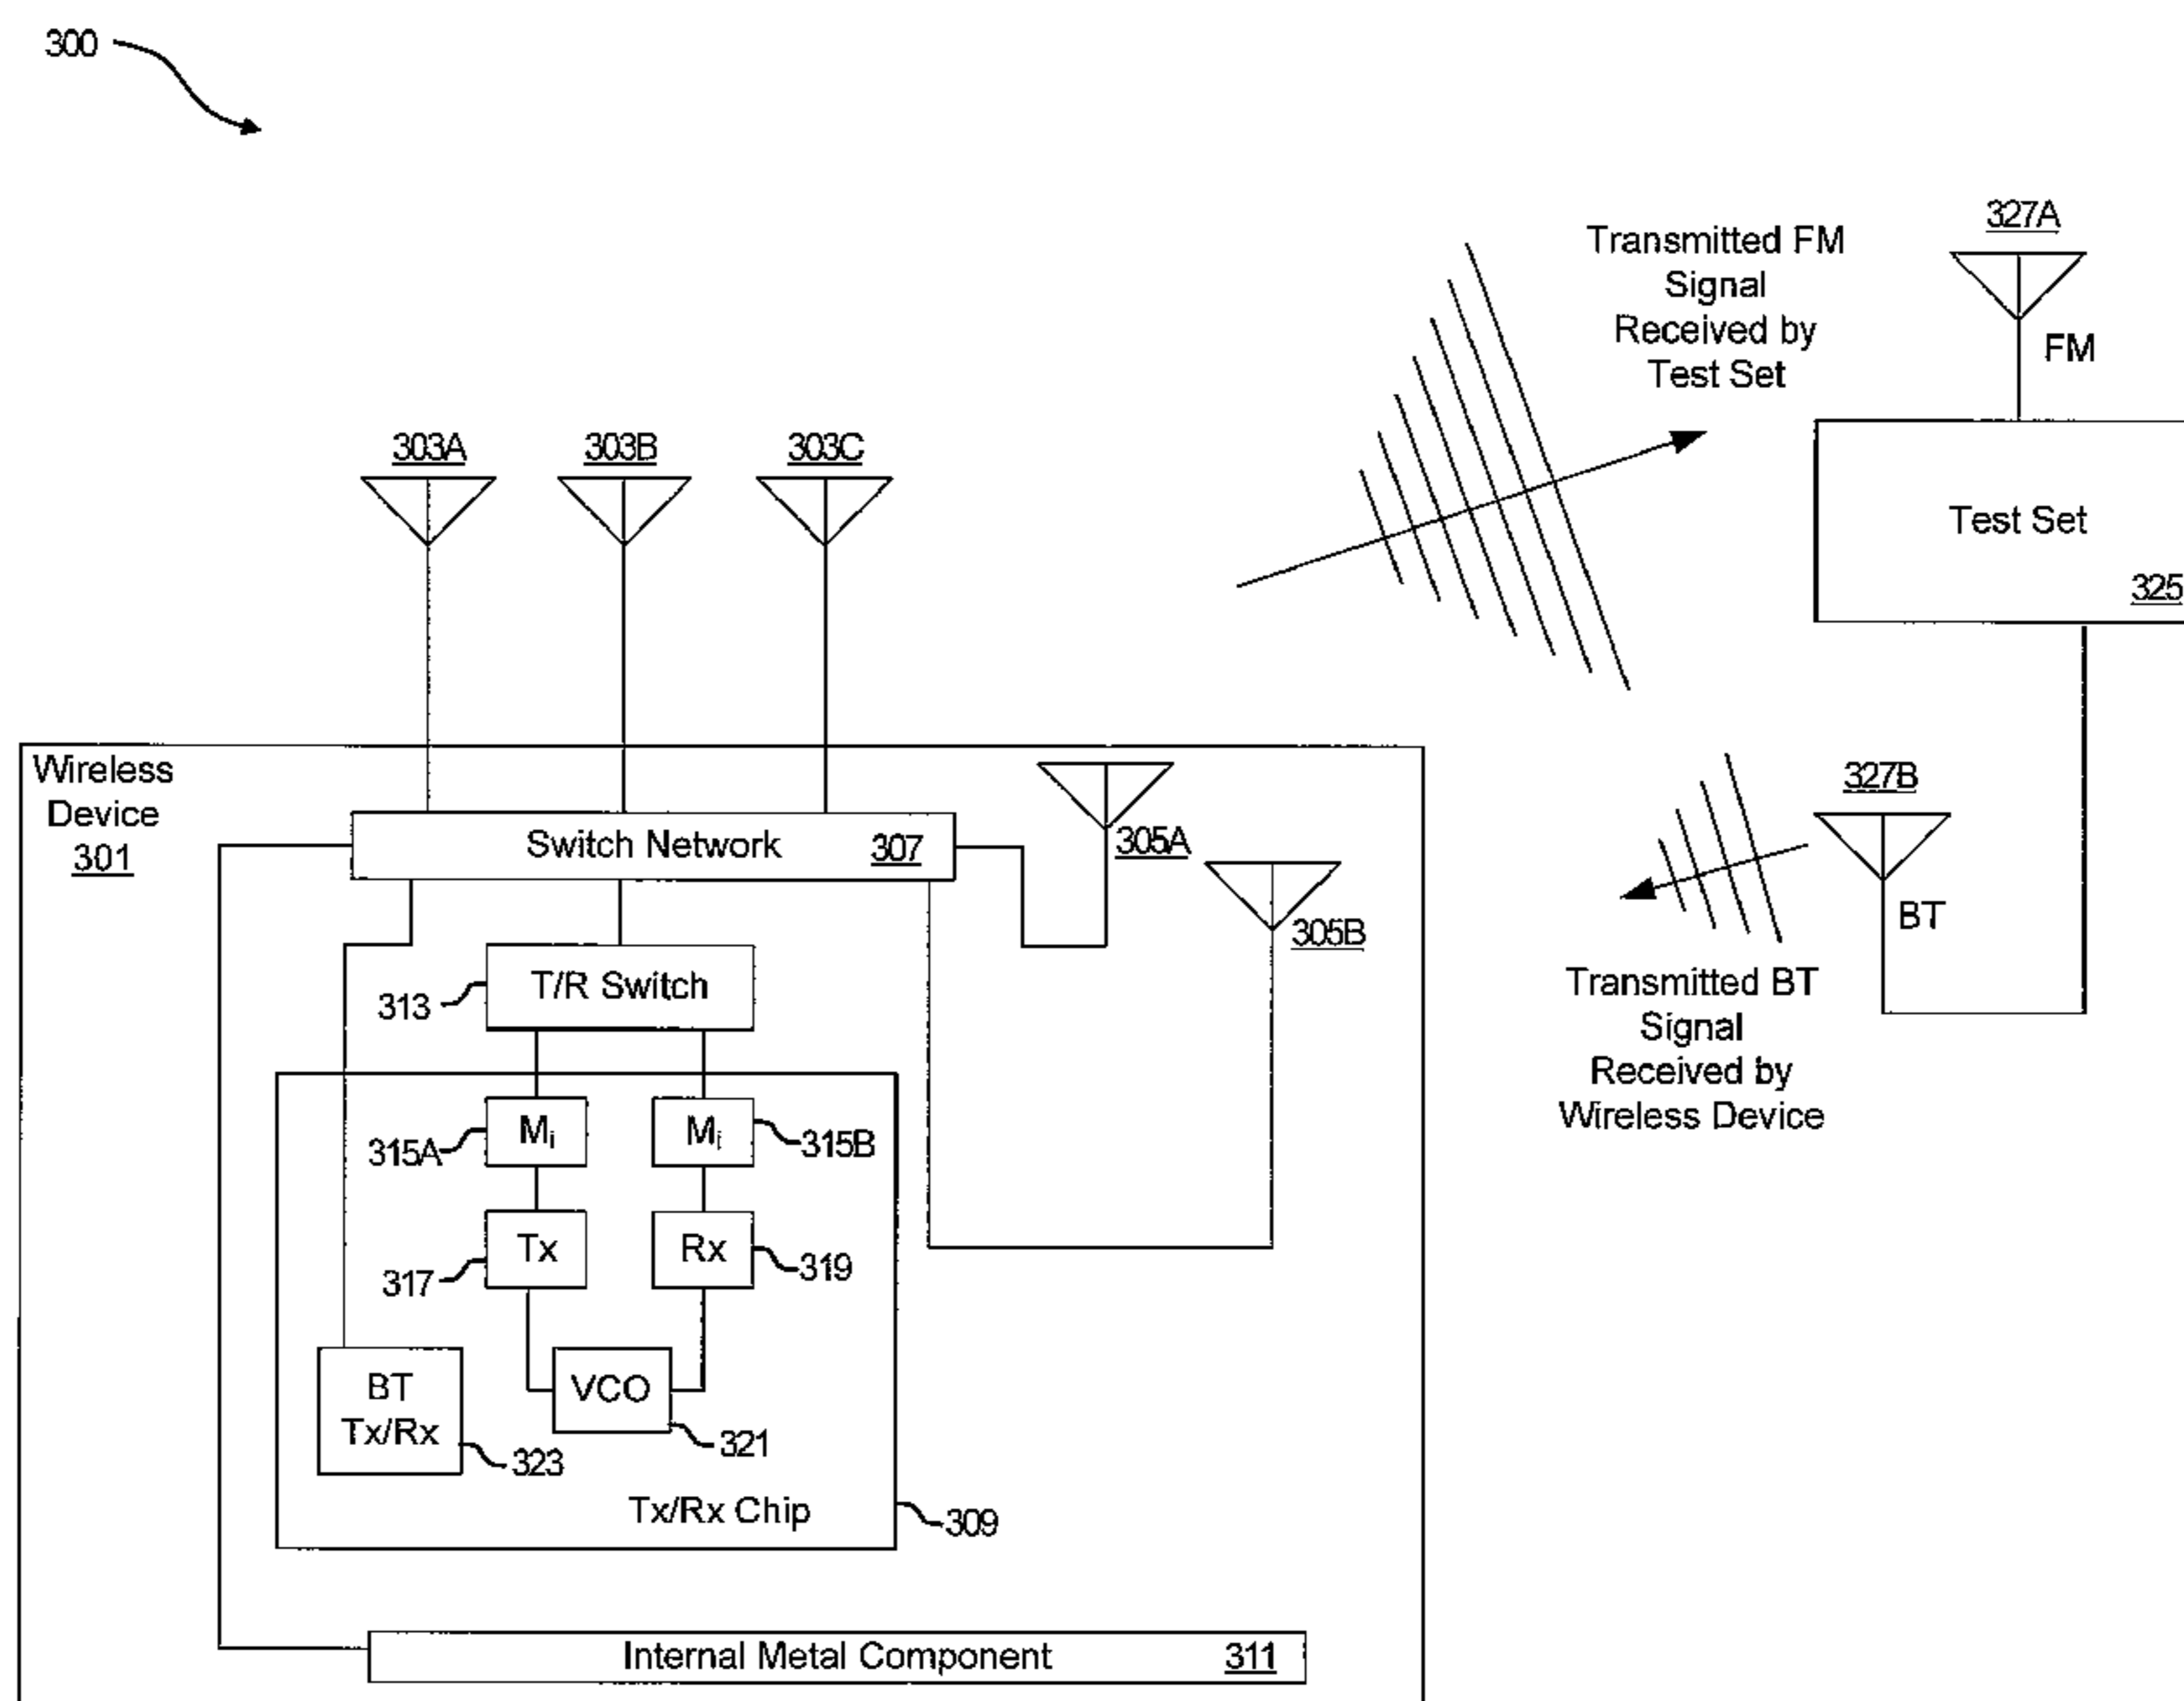 300
327A
Transmitted FM
Signal
Received by
Test Set
FM
303A
303B
303C
Test Set
325
Wireless
Device
301
Switch Network 307
305A
305B
327B
BT
Transmitted BT
Signal
Received by
Wireless Device
T/R Switch
313
Mi
315A
Mi
315B
Tx
317
Rx
319
BT
Tx/Rx
323
VCO
321
Tx/Rx Chip
309
Internal Metal Component 311